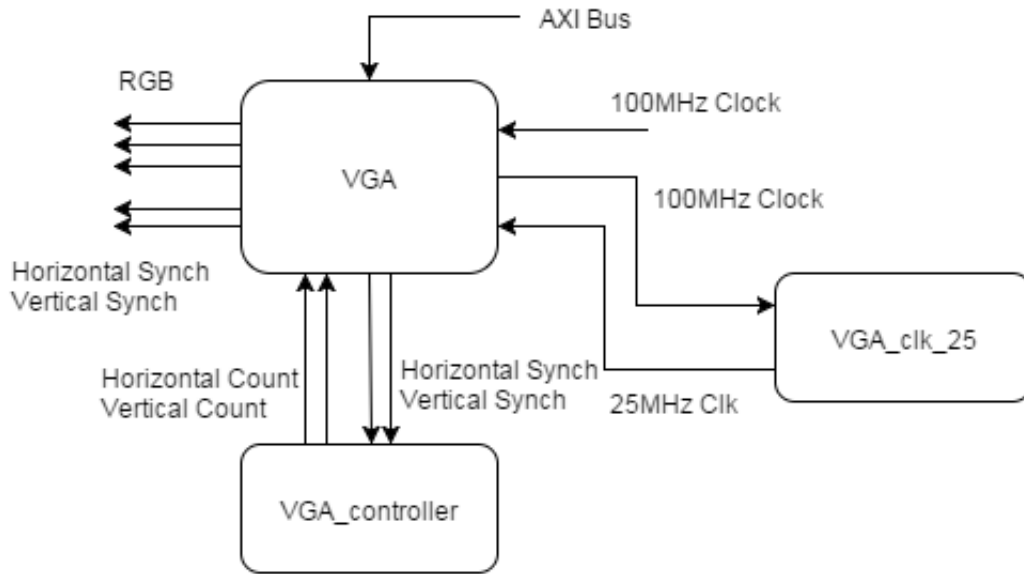 AXI Bus
RGB
100MHz Clock
VGA
100MHz Clock
Horizontal Synch
Vertical Synch
VGA_clk_25
Horizontal Count
Vertical Count
Horizontal Synch
Vertical Synch
25MHz Clk
VGA_controller